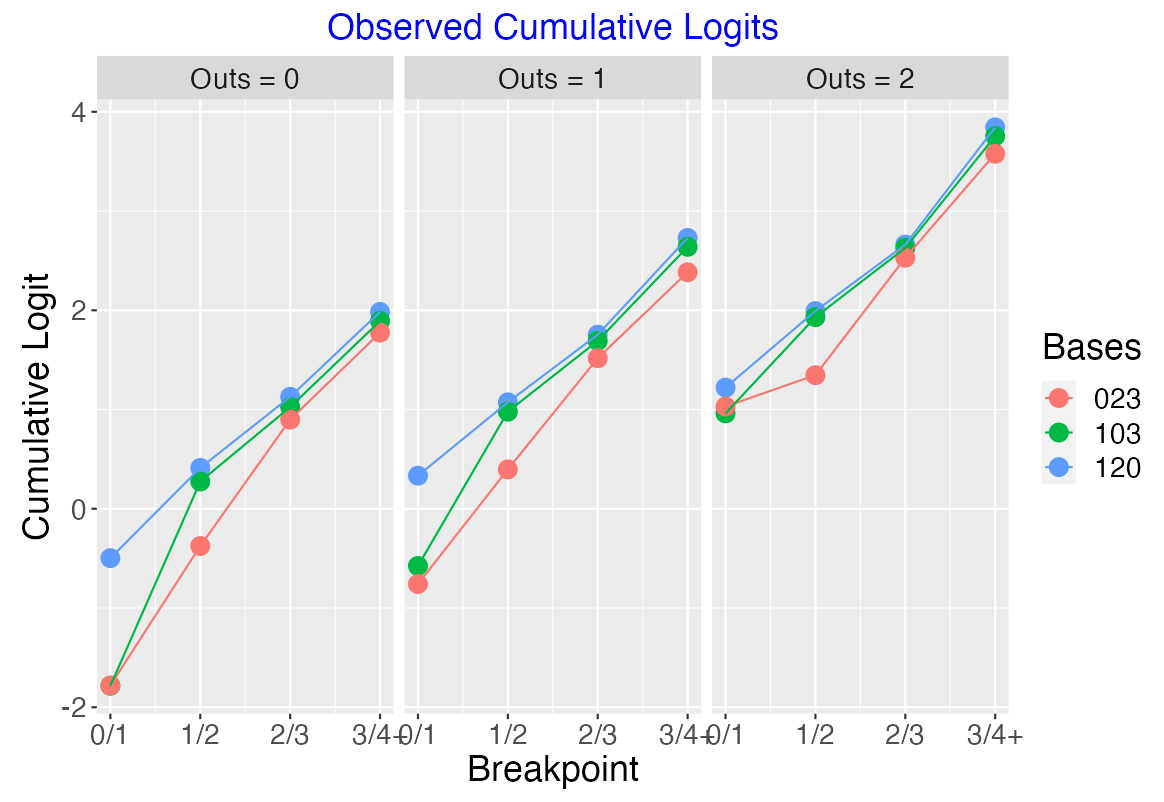 Observed Cumulative Logits
Outs = 0 Outs = 1 Outs = 2
4
2
0
-2
Cumulative Logit
0/1 1/2 2/3 3/4+ 0/1 1/2 2/3 3/4+ 0/1 1/2 2/3 3/4+
Breakpoint
Bases
023
103
120